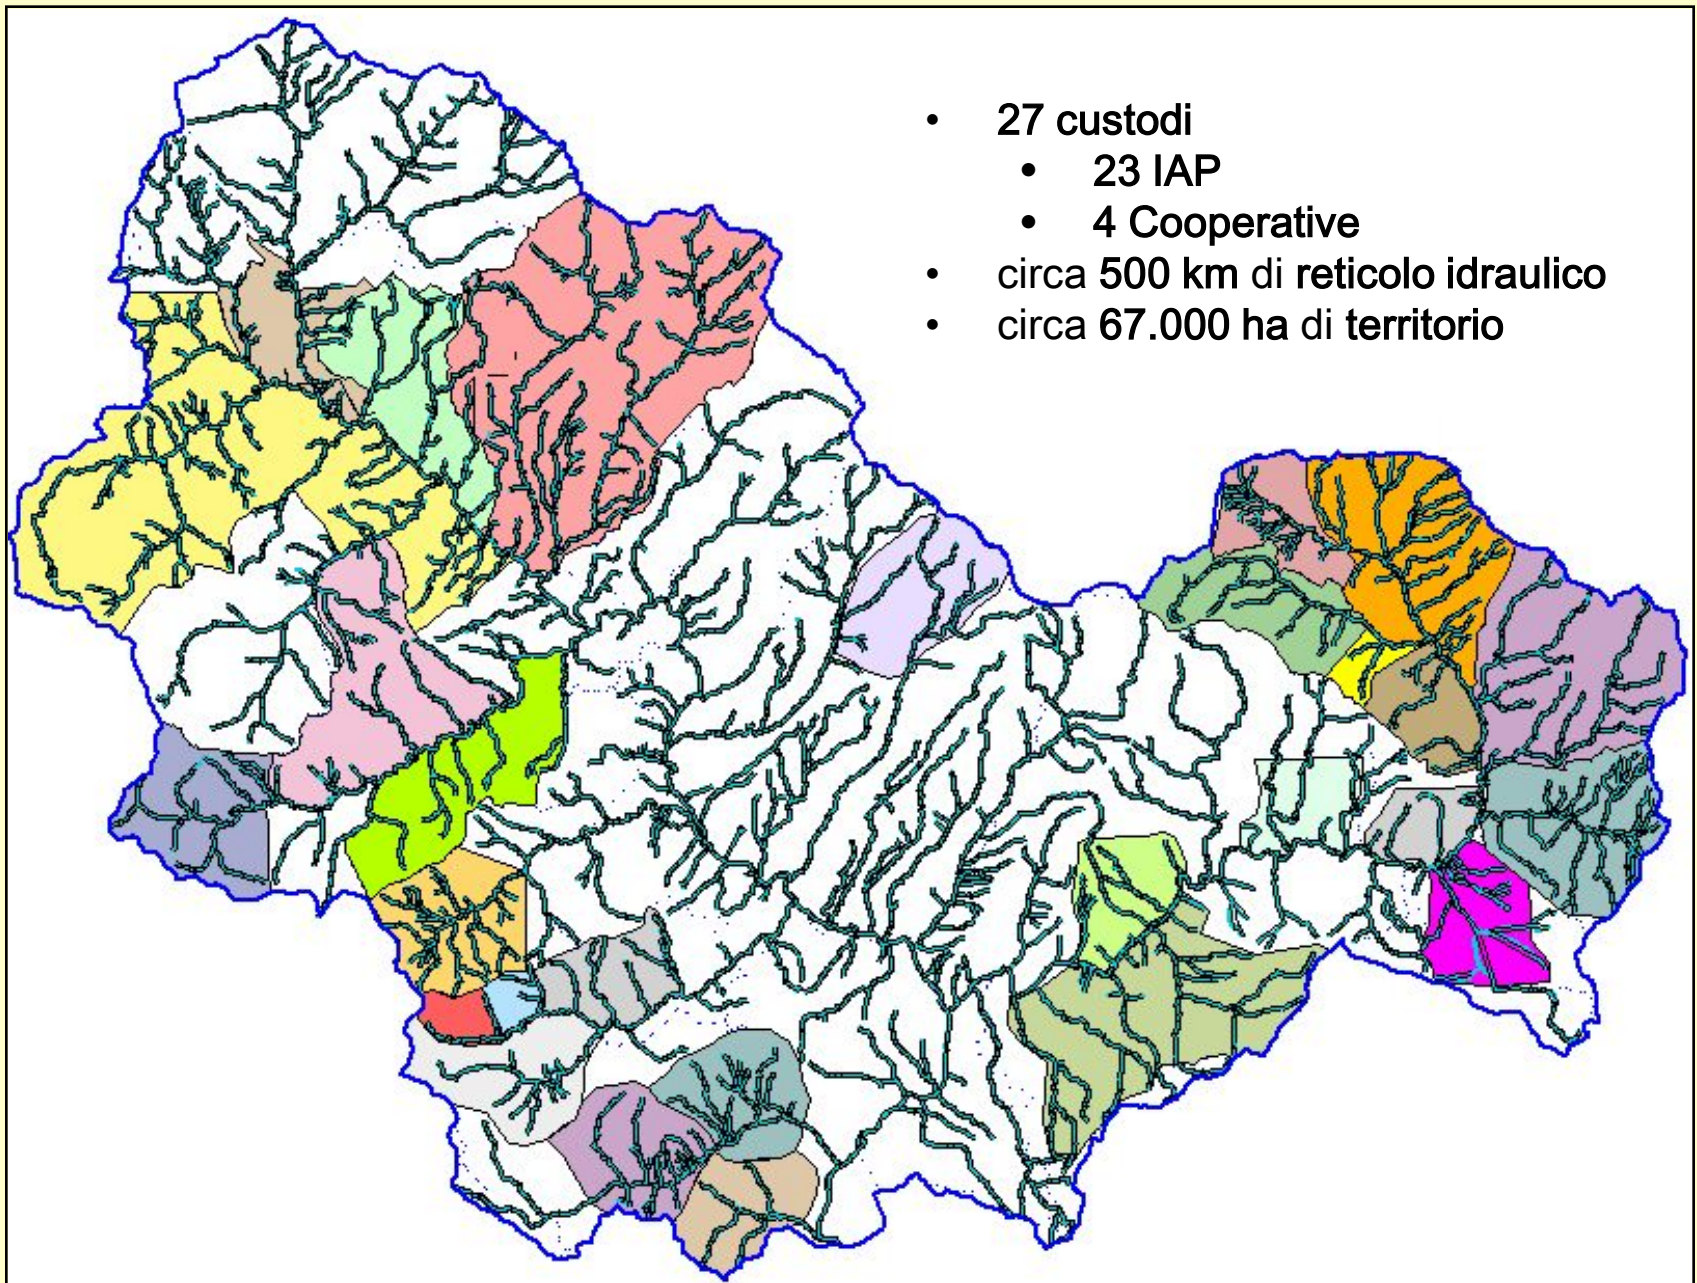 • 27 custodi
• 23 IAP
• 4 Cooperative
• circa 500 km di reticolo idraulico
• circa 67.000 ha di territorio